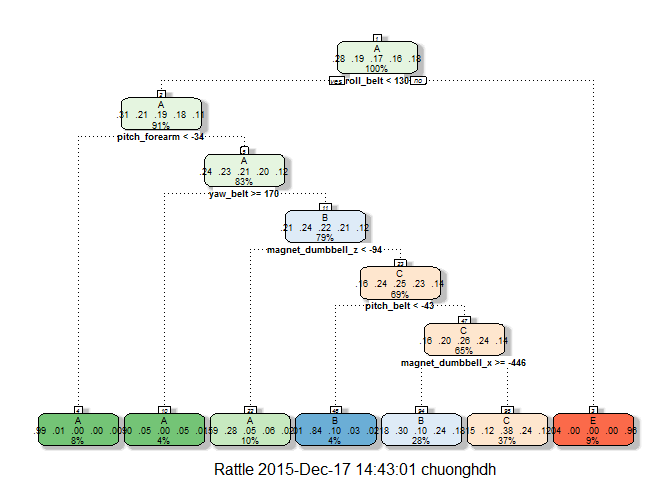 1
A
.28 .19 .17 .16 .18
100%
yes roll_belt < 130 no
2
A
.31 .21 .19 .18 .11
91%
pitch_forearm < -34
5
A
.24 .23 .21 .20 .12
83%
yaw_belt >= 170
11
B
.21 .24 .22 .21 .12
79%
magnet_dumbbell_z < -94
23
C
.16 .24 .25 .23 .14
69%
pitch_belt < -43
47
C
.16 .20 .26 .24 .14
65%
magnet_dumbbell_x >= -446
4 10 22 46 94 95 3
A A A B B C E
.99 .01 .00 .00 .00 .90 .05 .00 .05 .01 .59 .28 .05 .06 .02 .01 .84 .10 .03 .02 .18 .30 .10 .24 .18 .15 .12 .38 .24 .12 .04 .00 .00 .00 .96
8% 4% 10% 4% 28% 37% 9%
Rattle 2015-Dec-17 14:43:01 chuonghdh